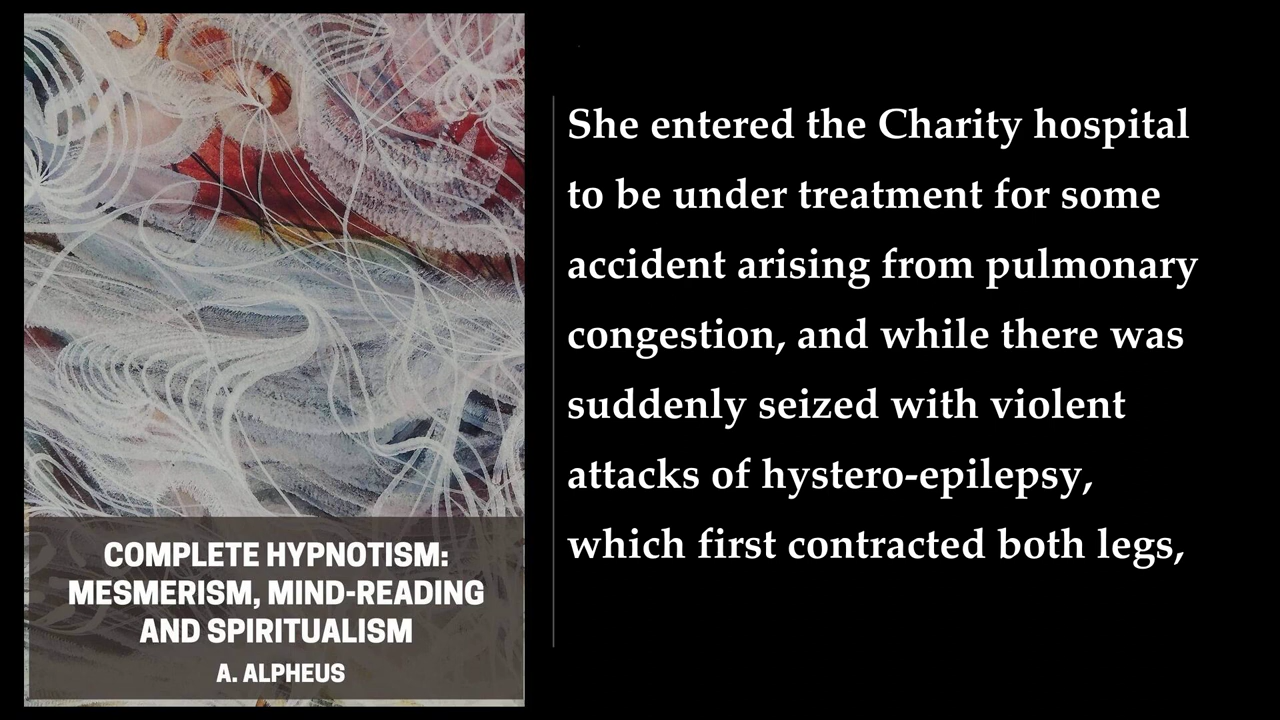 She entered the Charity hospital
to be under treatment for some
accident arising from pulmonary
congestion, and while there was
suddenly seized with violent
attacks of hystero-epilepsy,
which first contracted both legs,
COMPLETE HYPNOTISM:
MESMERISM, MIND-READING
AND SPIRITUALISM
A. ALPHEUS